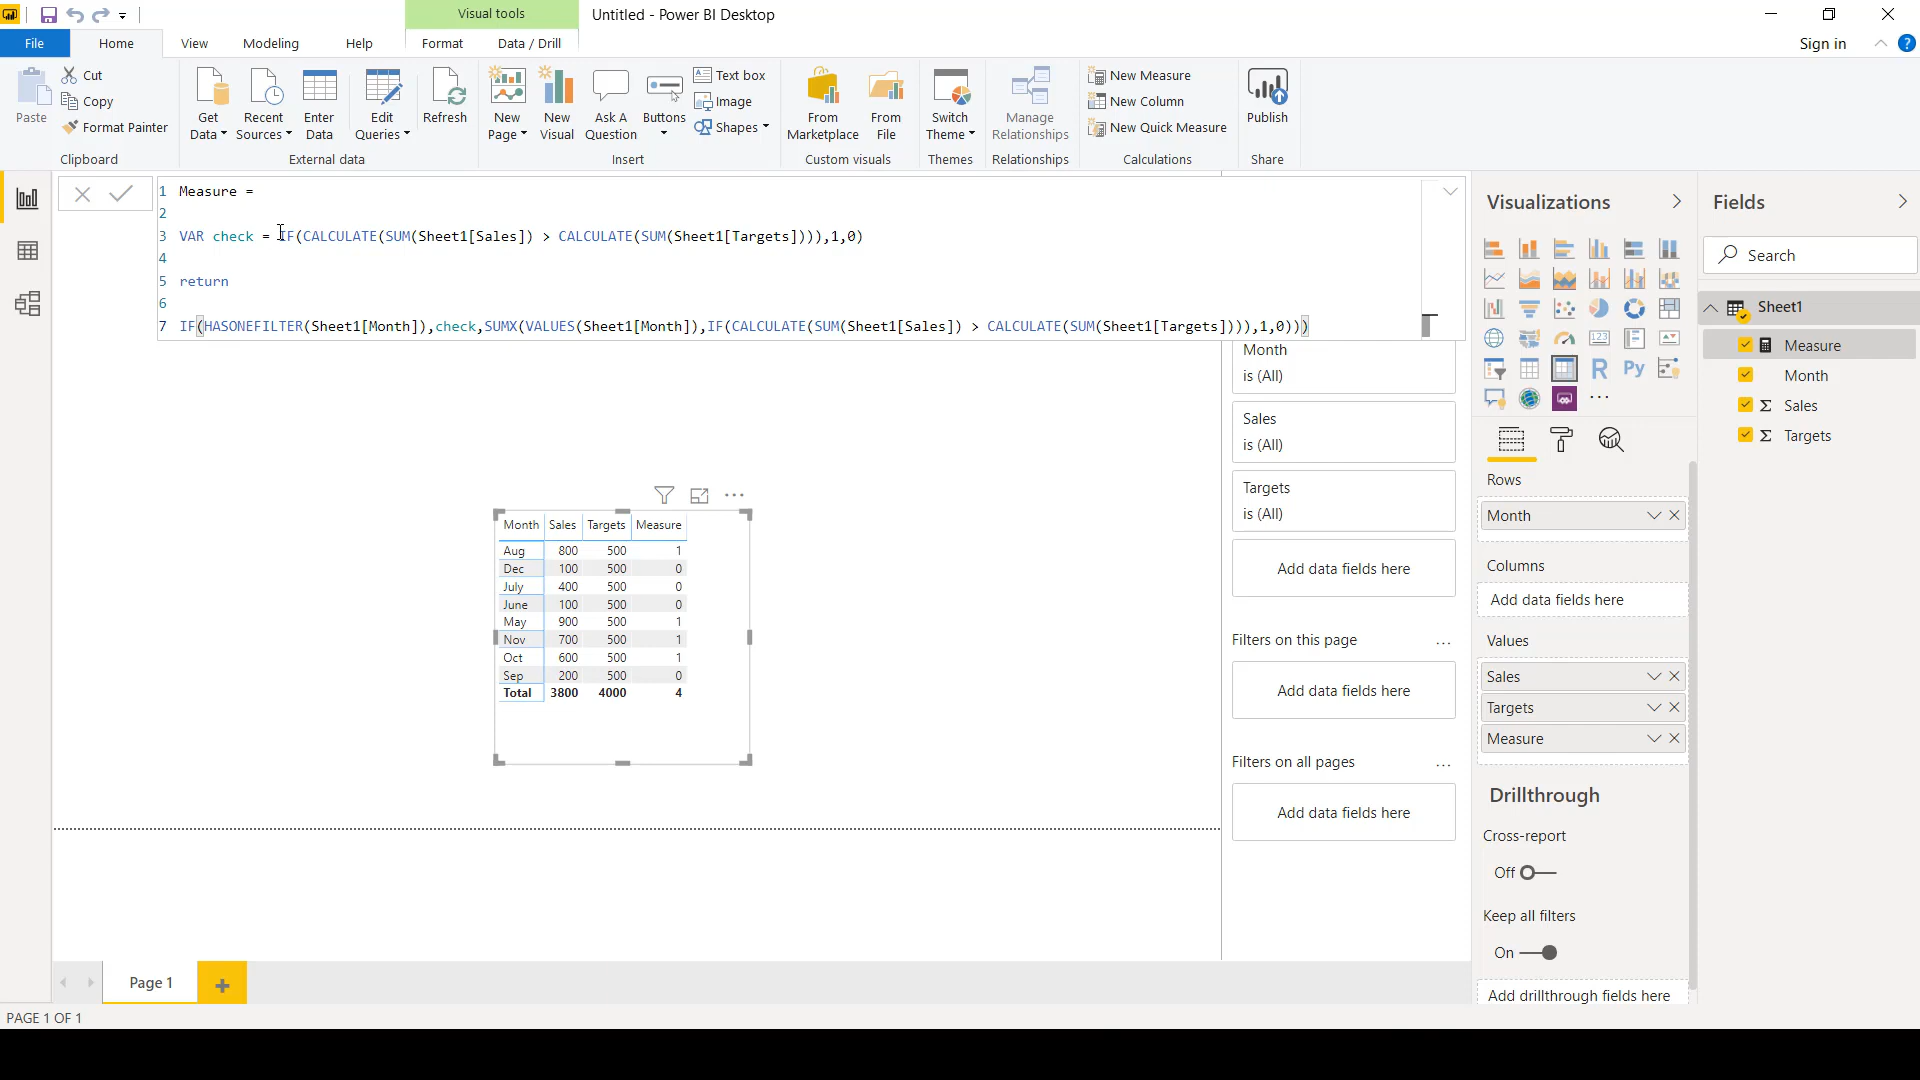 Visual tools
Untitled - Power BI Desktop
File
Home
View
Modeling
Help
Format
Data / Drill
Sign in
?
Paste
Cut
Copy
Format Painter
Clipboard
Get Data
Recent Sources
Enter Data
Edit Queries
Refresh
External data
New Page
New Visual
Ask A Question
Buttons
Text box
Image
Shapes
Insert
From Marketplace
From File
Custom visuals
Switch Theme
Themes
Manage Relationships
Relationships
New Measure
New Column
New Quick Measure
Calculations
Publish
Share
1 Measure =
2
3 VAR check = IF(CALCULATE(SUM(Sheet1[Sales]) > CALCULATE(SUM(Sheet1[Targets]))),1,0)
4
5 return
6
7 IF(HASONEFILTER(Sheet1[Month]),check,SUMX(VALUES(Sheet1[Month]),IF(CALCULATE(SUM(Sheet1[Sales]) > CALCULATE(SUM(Sheet1[Targets]))),1,0)))
Month Sales Targets Measure
Aug 800 500 1
Dec 100 500 0
July 400 500 0
June 100 500 0
May 900 500 1
Nov 700 500 1
Oct 600 500 1
Sep 200 500 0
Total 3800 4000 4
Month
is (All)
Sales
is (All)
Targets
is (All)
Add data fields here
Filters on this page
...
Add data fields here
Filters on all pages
...
Add data fields here
Visualizations
123
R
Py
...
Rows
Month
Columns
Add data fields here
Values
Sales
Targets
Measure
Drillthrough
Cross-report
Off
Keep all filters
On
Add drillthrough fields here
Fields
Search
Sheet1
Measure
Month
Σ Sales
Σ Targets
Page 1
+
PAGE 1 OF 1